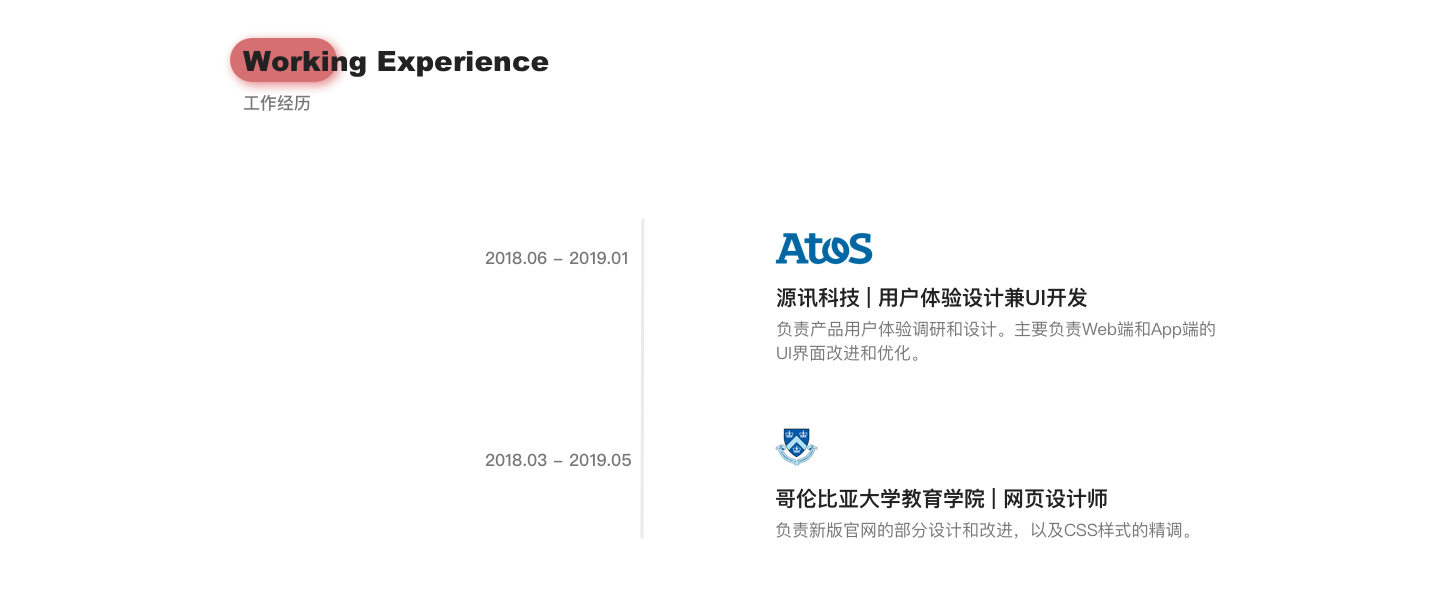 Working Experience
工作经历
2018.06 – 2019.01
Atos
源讯科技 | 用户体验设计兼UI开发
负责产品用户体验调研和设计。主要负责Web端和App端的
UI界面改进和优化。
2018.03 – 2019.05
哥伦比亚大学教育学院 | 网页设计师
负责新版官网的部分设计和改进，以及CSS样式的精调。